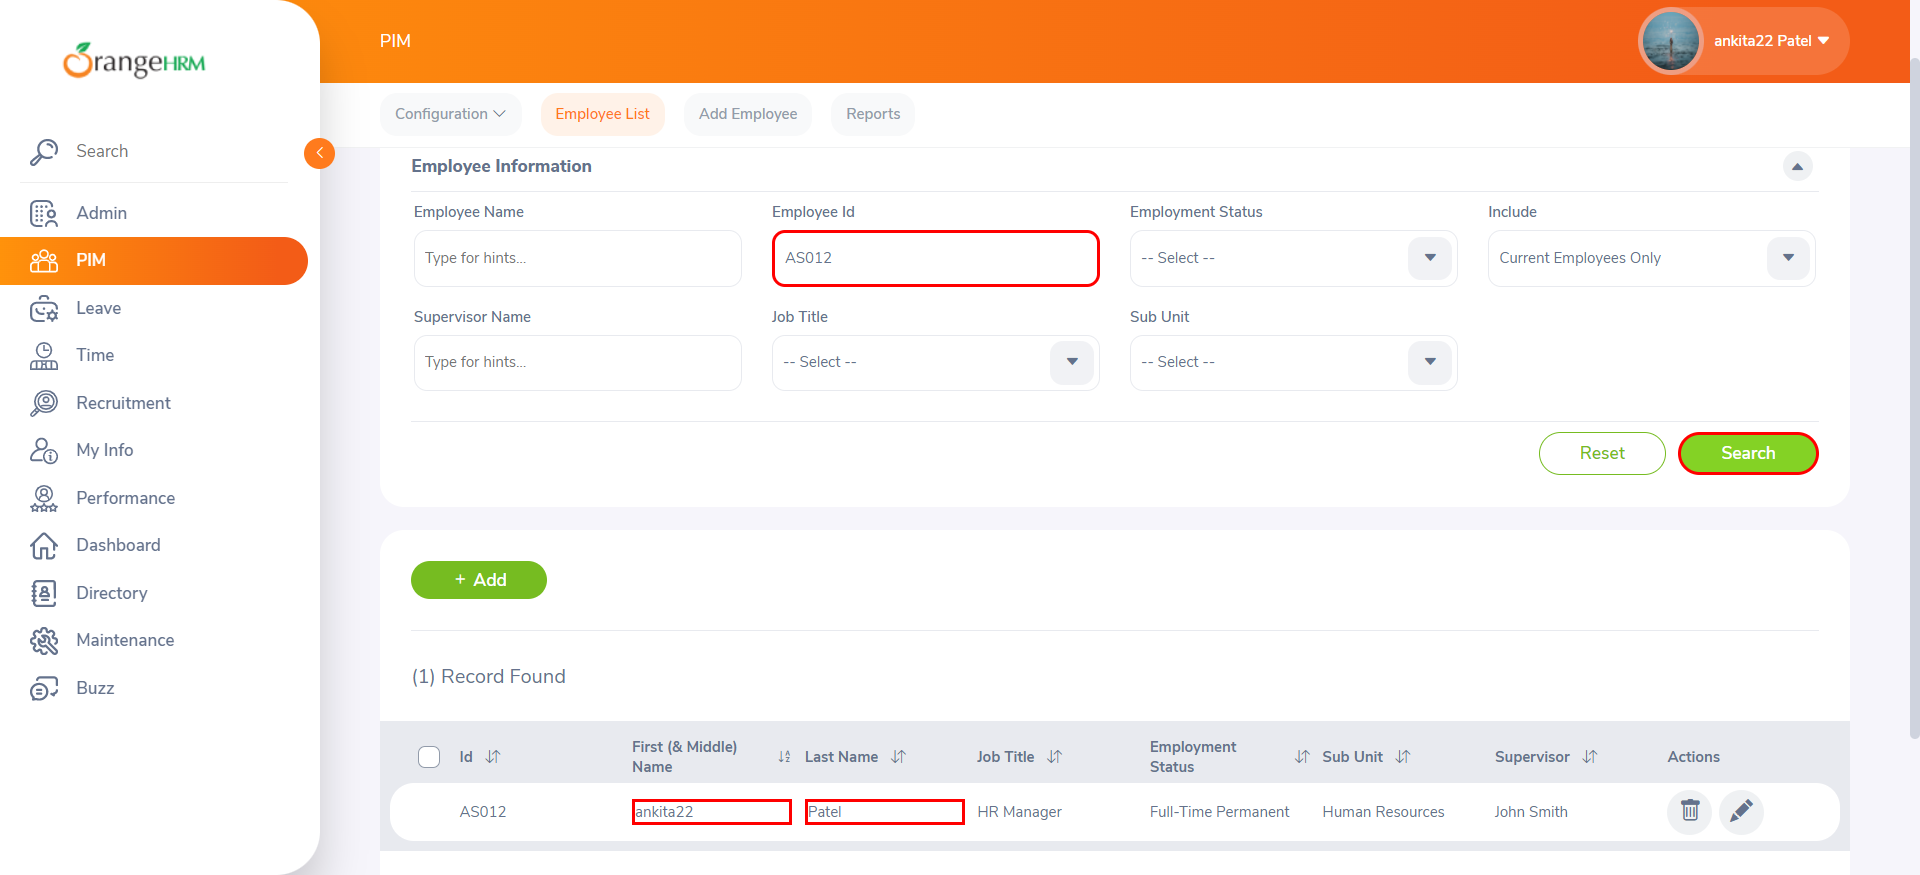 OrangeHRM
PIM
ankita22 Patel
Configuration
Employee List
Add Employee
Reports
Search
Admin
PIM
Leave
Time
Recruitment
My Info
Performance
Dashboard
Directory
Maintenance
Buzz
Employee Information
Employee Name
Employee Id
Employment Status
Include
Type for hints...
AS012
-- Select --
Current Employees Only
Supervisor Name
Job Title
Sub Unit
Type for hints...
-- Select --
-- Select --
Reset
Search
+ Add
(1) Record Found
Id
First (& Middle)
Name
Last Name
Job Title
Employment
Status
Sub Unit
Supervisor
Actions
AS012
ankita22
Patel
HR Manager
Full-Time Permanent
Human Resources
John Smith